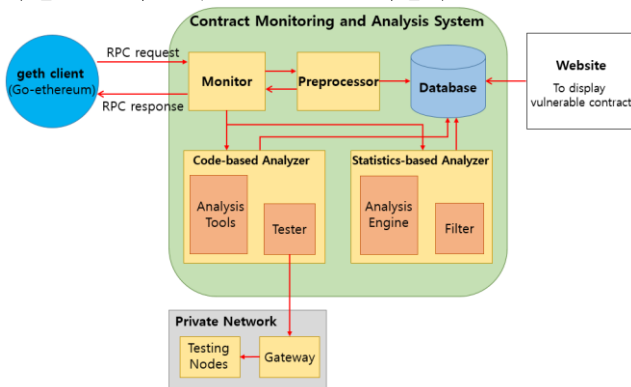 Contract Monitoring and Analysis System
RPC request
geth client
(Go-ethereum)
RPC response
Monitor
Preprocessor
Database
Website
To display
vulnerable contract
Code-based Analyzer
Analysis
Tools
Tester
Statistics-based Analyzer
Analysis
Engine
Filter
Private Network
Testing
Nodes
Gateway